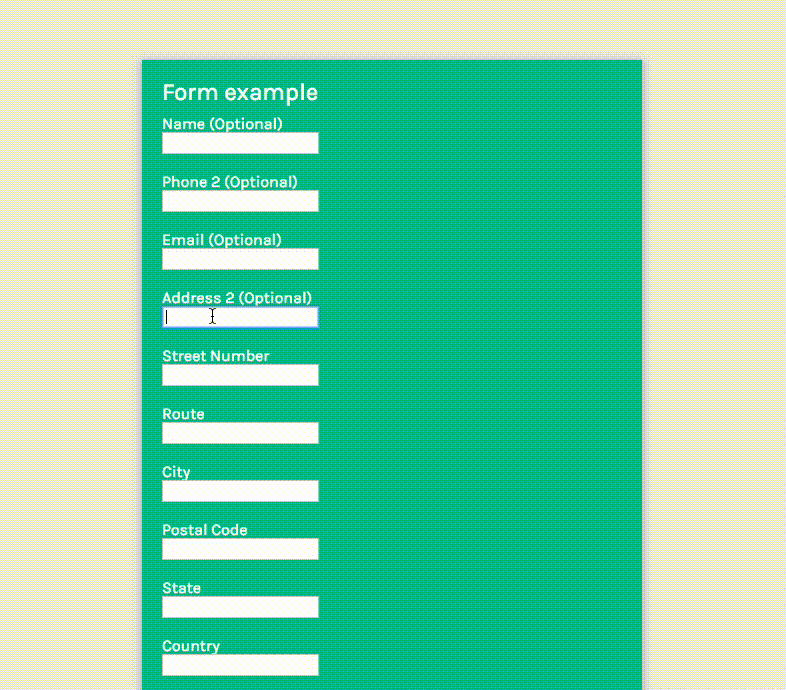 Form example
Name (Optional)
Phone 2 (Optional)
Email (Optional)
Address 2 (Optional)
Street Number
Route
City
Postal Code
State
Country